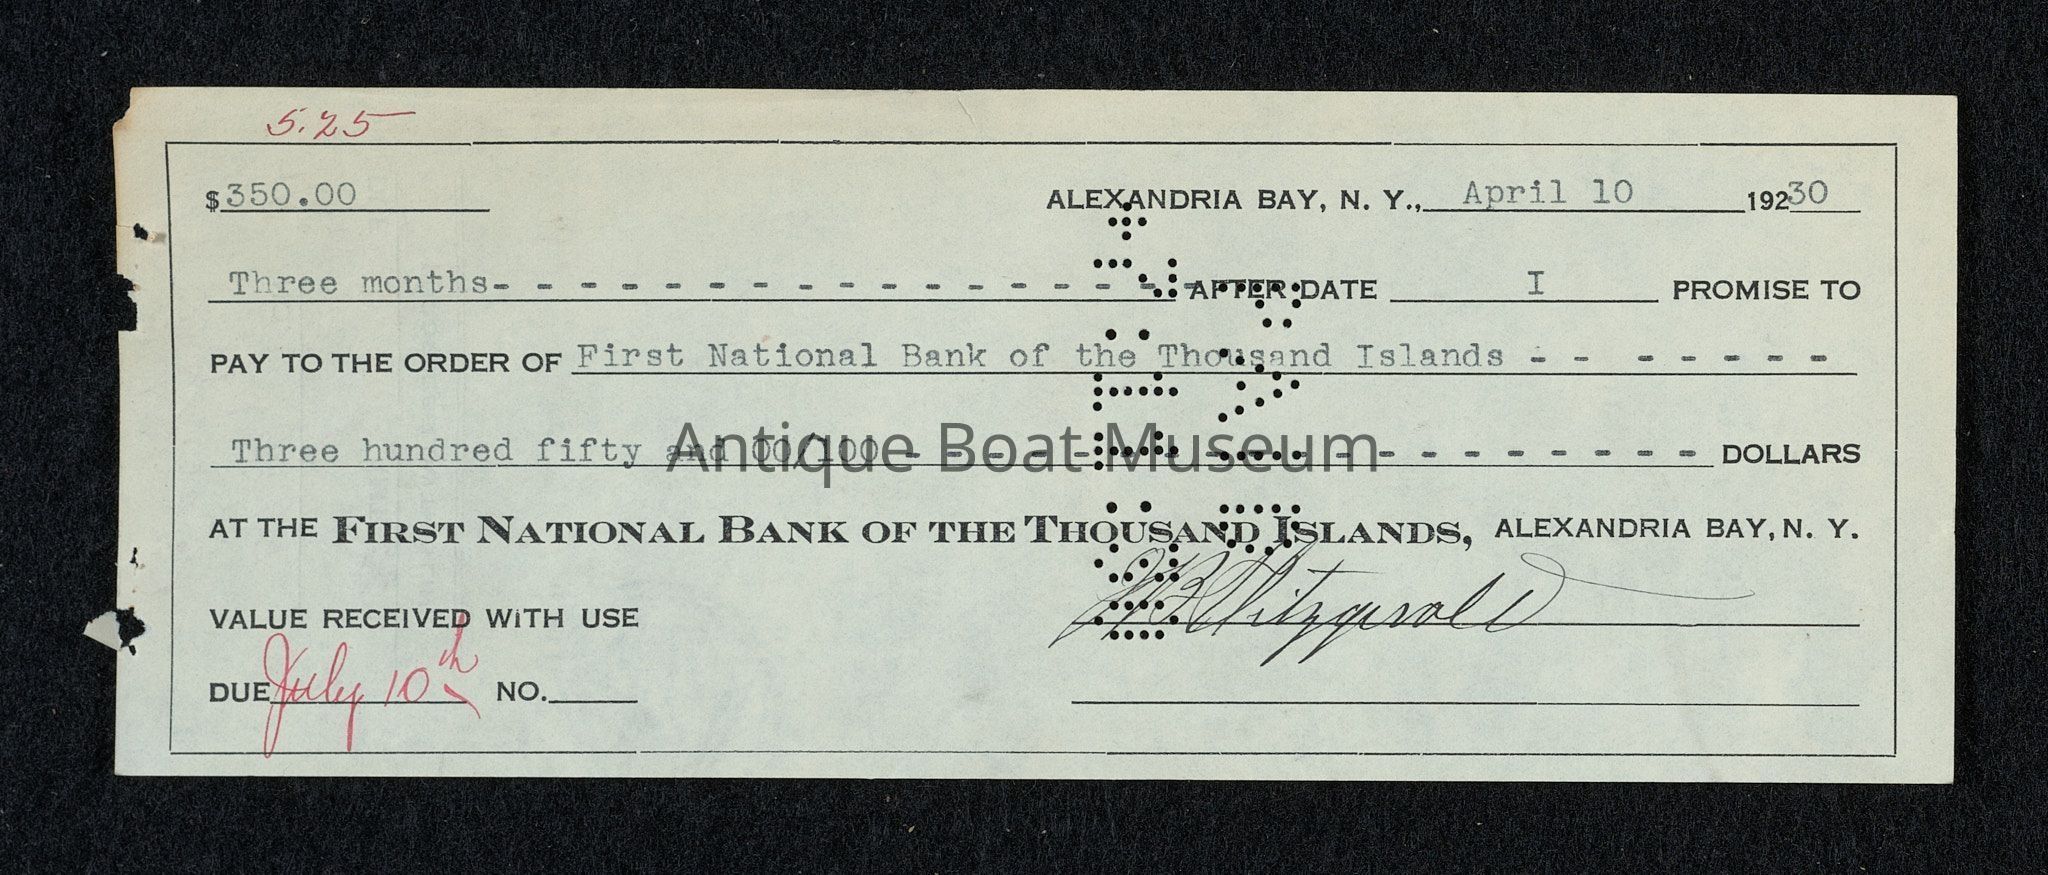 5.25
$350.00 ALEXANDRIA BAY, N. Y., April 10 19230
Three months- - - - - - - - - - - - - - - - AFTER DATE I PROMISE TO
PAY TO THE ORDER OF First National Bank of the Thousand Islands - - - - - - - -
Three hundred fifty and 00/100 - - - - - - - - - - - - - - - - - DOLLARS
Antique Boat Museum
AT THE FIRST NATIONAL BANK OF THE THOUSAND ISLANDS, ALEXANDRIA BAY, N. Y.
VALUE RECEIVED WITH USE Fitzgerald
DUE July 10th NO.